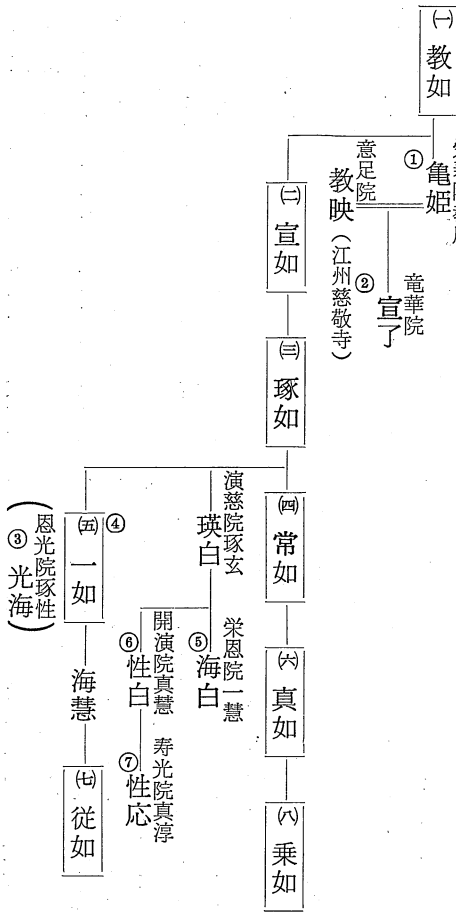 ㈠ 教如
① 亀姫
意足院
教映（江州慈敬寺）
竜華院
② 宣了
㈡ 宣如
㈢ 琢如
㈣ 常如
㈥ 真如
㈧ 乗如
演慈院琢玄
瑛白
栄恩院一慧
⑤ 海白
開演院真慧
⑥ 性白
寿光院真淳
⑦ 性応
④
㈤ 一如
海慧
㈦ 従如
恩光院琢性
③ 光海